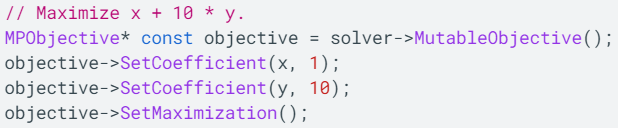 // Maximize x + 10 * y.
MPObjective* const objective = solver->MutableObjective();
objective->SetCoefficient(x, 1);
objective->SetCoefficient(y, 10);
objective->SetMaximization();